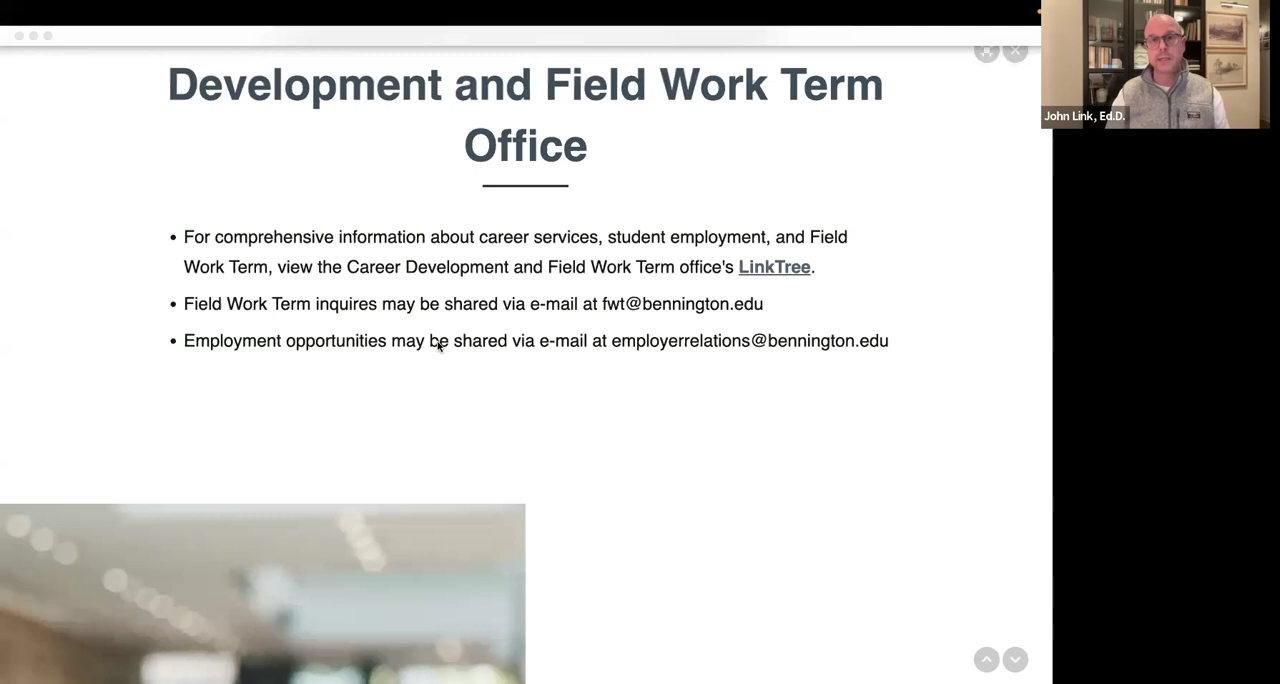 Development and Field Work Term
Office
• For comprehensive information about career services, student employment, and Field
Work Term, view the Career Development and Field Work Term office's LinkTree.
• Field Work Term inquires may be shared via e-mail at fwt@bennington.edu
• Employment opportunities may be shared via e-mail at employerrelations@bennington.edu
John Link, Ed.D.